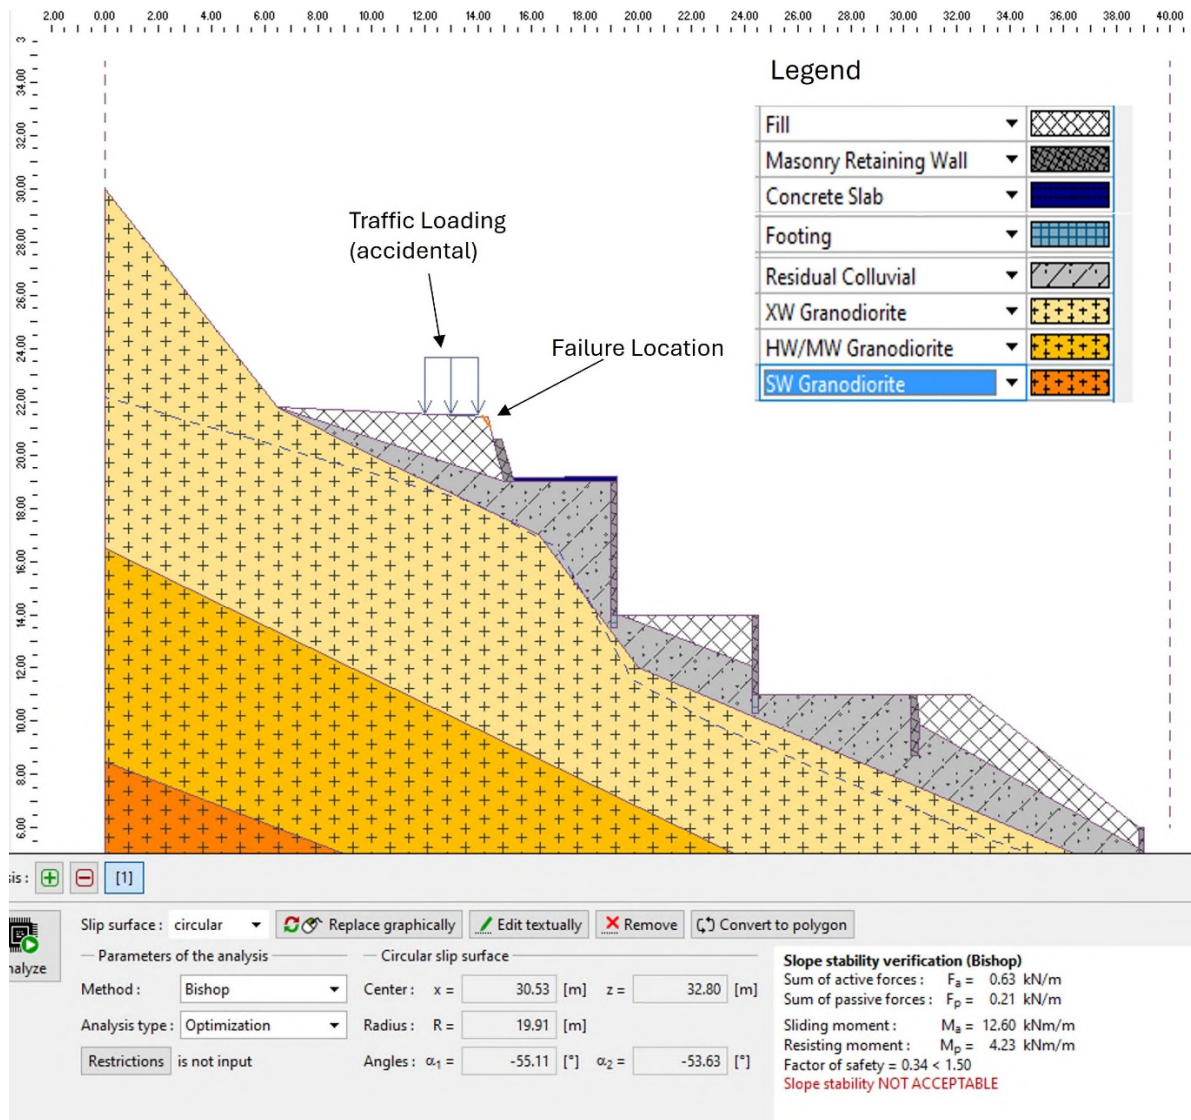 2.00 0.00 2.00 4.00 6.00 8.00 10.00 12.00 14.00 16.00 18.00 20.00 22.00 24.00 26.00 28.00 30.00 32.00 34.00 36.00 38.00 40.00
3
34.00
32.00
30.00
28.00
26.00
24.00
22.00
20.00
18.00
16.00
14.00
12.00
10.00
8.00
6.00
Legend
Fill
Masonry Retaining Wall
Concrete Slab
Footing
Residual Colluvial
XW Granodiorite
HW/MW Granodiorite
SW Granodiorite
Traffic Loading
(accidental)
Failure Location
sis : [1]
nalyze
Slip surface : circular Replace graphically Edit textually Remove Convert to polygon
Parameters of the analysis
Method : Bishop
Analysis type : Optimization
Restrictions is not input
Circular slip surface
Center : x = 30.53 [m] z = 32.80 [m]
Radius : R = 19.91 [m]
Angles : α1 = -55.11 [°] α2 = -53.63 [°]
Slope stability verification (Bishop)
Sum of active forces : Fa = 0.63 kN/m
Sum of passive forces : Fp = 0.21 kN/m
Sliding moment : Ma = 12.60 kNm/m
Resisting moment : Mp = 4.23 kNm/m
Factor of safety = 0.34 < 1.50
Slope stability NOT ACCEPTABLE